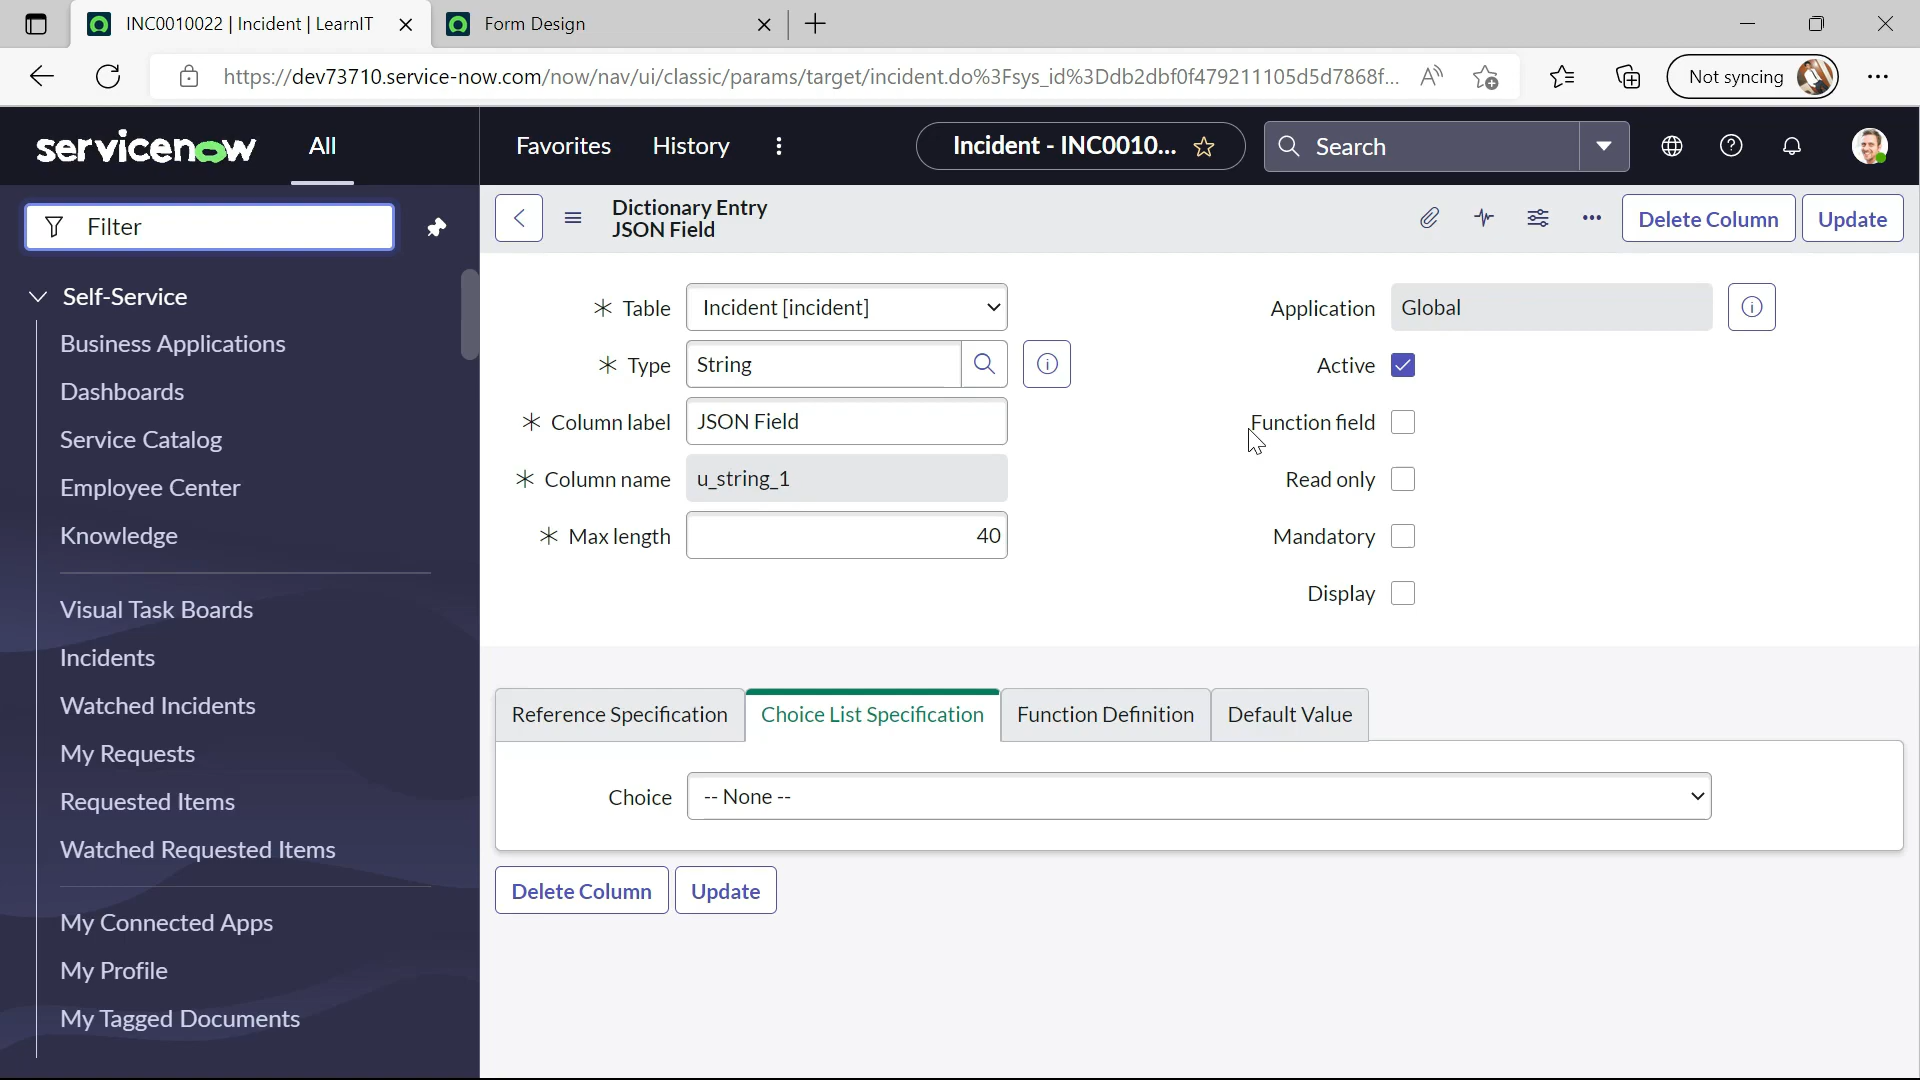 INC0010022 | Incident | LearnIT
Form Design
https://dev73710.service-now.com/now/nav/ui/classic/params/target/incident.do%3Fsys_id%3Ddb2dbf0f479211105d5d7868f...
Not syncing
servicenow
All
Favorites
History
Incident - INC0010...
Search
Filter
Dictionary Entry
JSON Field
Delete Column
Update
Self-Service
Business Applications
Dashboards
Service Catalog
Employee Center
Knowledge
Visual Task Boards
Incidents
Watched Incidents
My Requests
Requested Items
Watched Requested Items
My Connected Apps
My Profile
My Tagged Documents
Table Incident [incident]
Type String
Column label JSON Field
Column name u_string_1
Max length 40
Application Global
Active
Function field
Read only
Mandatory
Display
Reference Specification
Choice List Specification
Function Definition
Default Value
Choice -- None --
Delete Column
Update